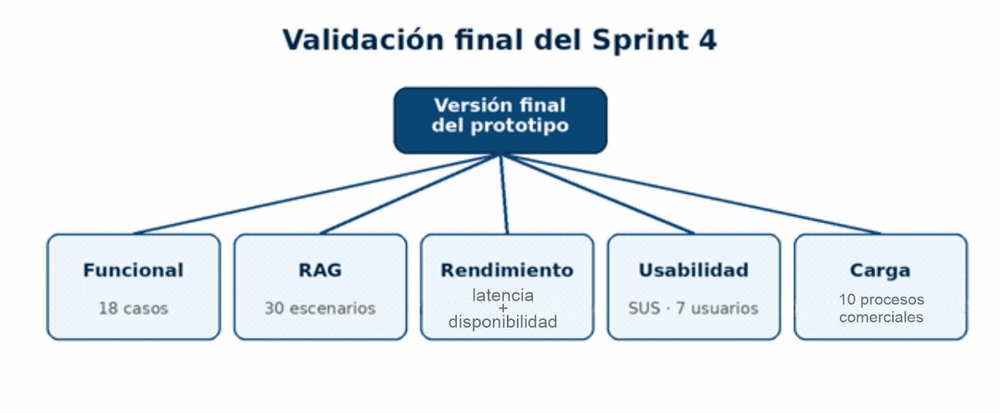 Validación final del Sprint 4
Versión final
del prototipo
Funcional
18 casos
RAG
30 escenarios
Rendimiento
latencia
+
disponibilidad
Usabilidad
SUS · 7 usuarios
Carga
10 procesos
comerciales